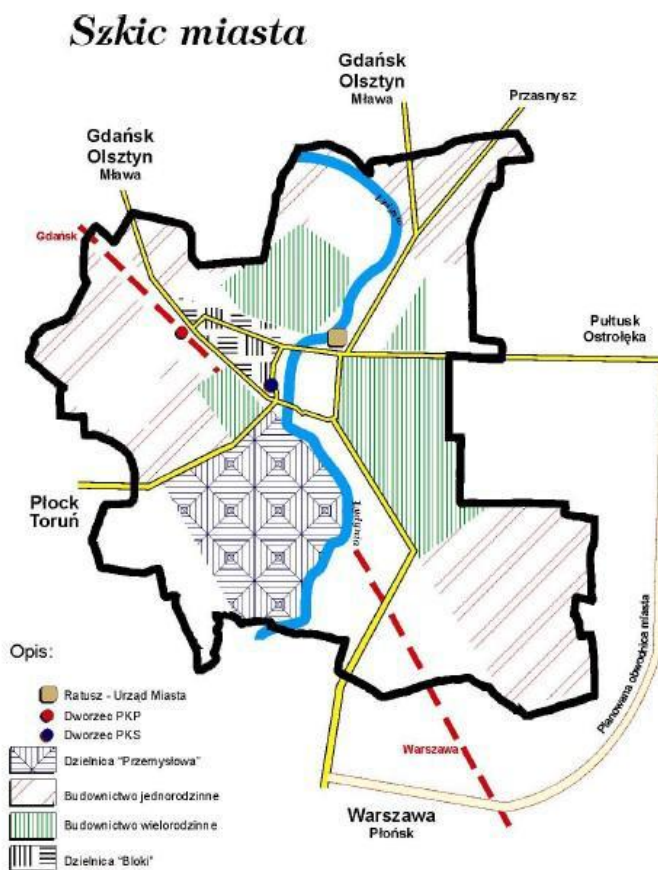 Szkic miasta
Gdańsk
Olsztyn
Mława
Przasnysz
Gdańsk
Olsztyn
Mława
Gdańsk
Pułtusk
Ostrołęka
Płock
Toruń
Łydynia
Planowana obwodnica miasta
Warszawa
Warszawa
Płońsk
Opis:
Ratusz - Urząd Miasta
Dworzec PKP
Dworzec PKS
Dzielnica "Przemysłowa"
Budownictwo jednorodzinne
Budownictwo wielorodzinne
Dzielnica "Bloki"